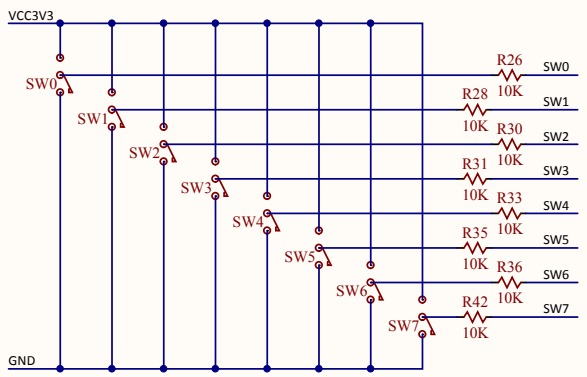 VCC3V3
R26
SW0
SW0
10K
R28
SW1
SW1
10K
R30
SW2
SW2
10K
R31
SW3
SW3
10K
R33
SW4
SW4
10K
R35
SW5
SW5
10K
R36
SW6
SW6
10K
R42
SW7
SW7
10K
GND